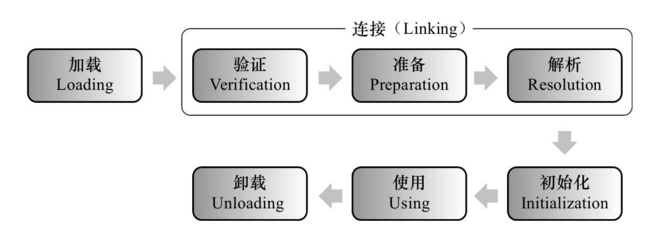 连接（Linking）
加载
Loading
验证
Verification
准备
Preparation
解析
Resolution
卸载
Unloading
使用
Using
初始化
Initialization